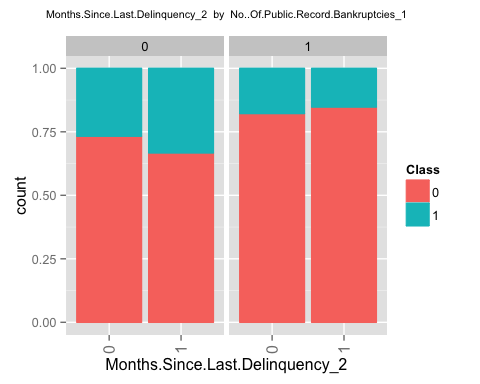 Months.Since.Last.Delinquency_2 by No..Of.Public.Record.Bankruptcies_1
0 1
1.00
0.75
0.50
0.25
0.00
count
0 1 0 1
Months.Since.Last.Delinquency_2
Class
0
1